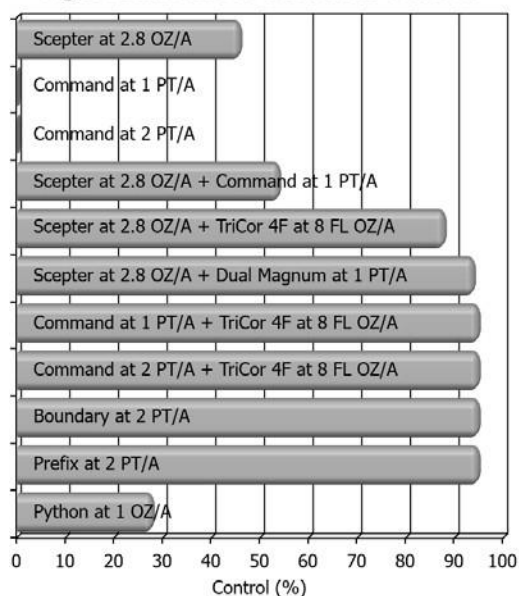 Scepter at 2.8 OZ/A
Command at 1 PT/A
Command at 2 PT/A
Scepter at 2.8 OZ/A + Command at 1 PT/A
Scepter at 2.8 OZ/A + TriCor 4F at 8 FL OZ/A
Scepter at 2.8 OZ/A + Dual Magnum at 1 PT/A
Command at 1 PT/A + TriCor 4F at 8 FL OZ/A
Command at 2 PT/A + TriCor 4F at 8 FL OZ/A
Boundary at 2 PT/A
Prefix at 2 PT/A
Python at 1 OZ/A
0 10 20 30 40 50 60 70 80 90 100
Control (%)